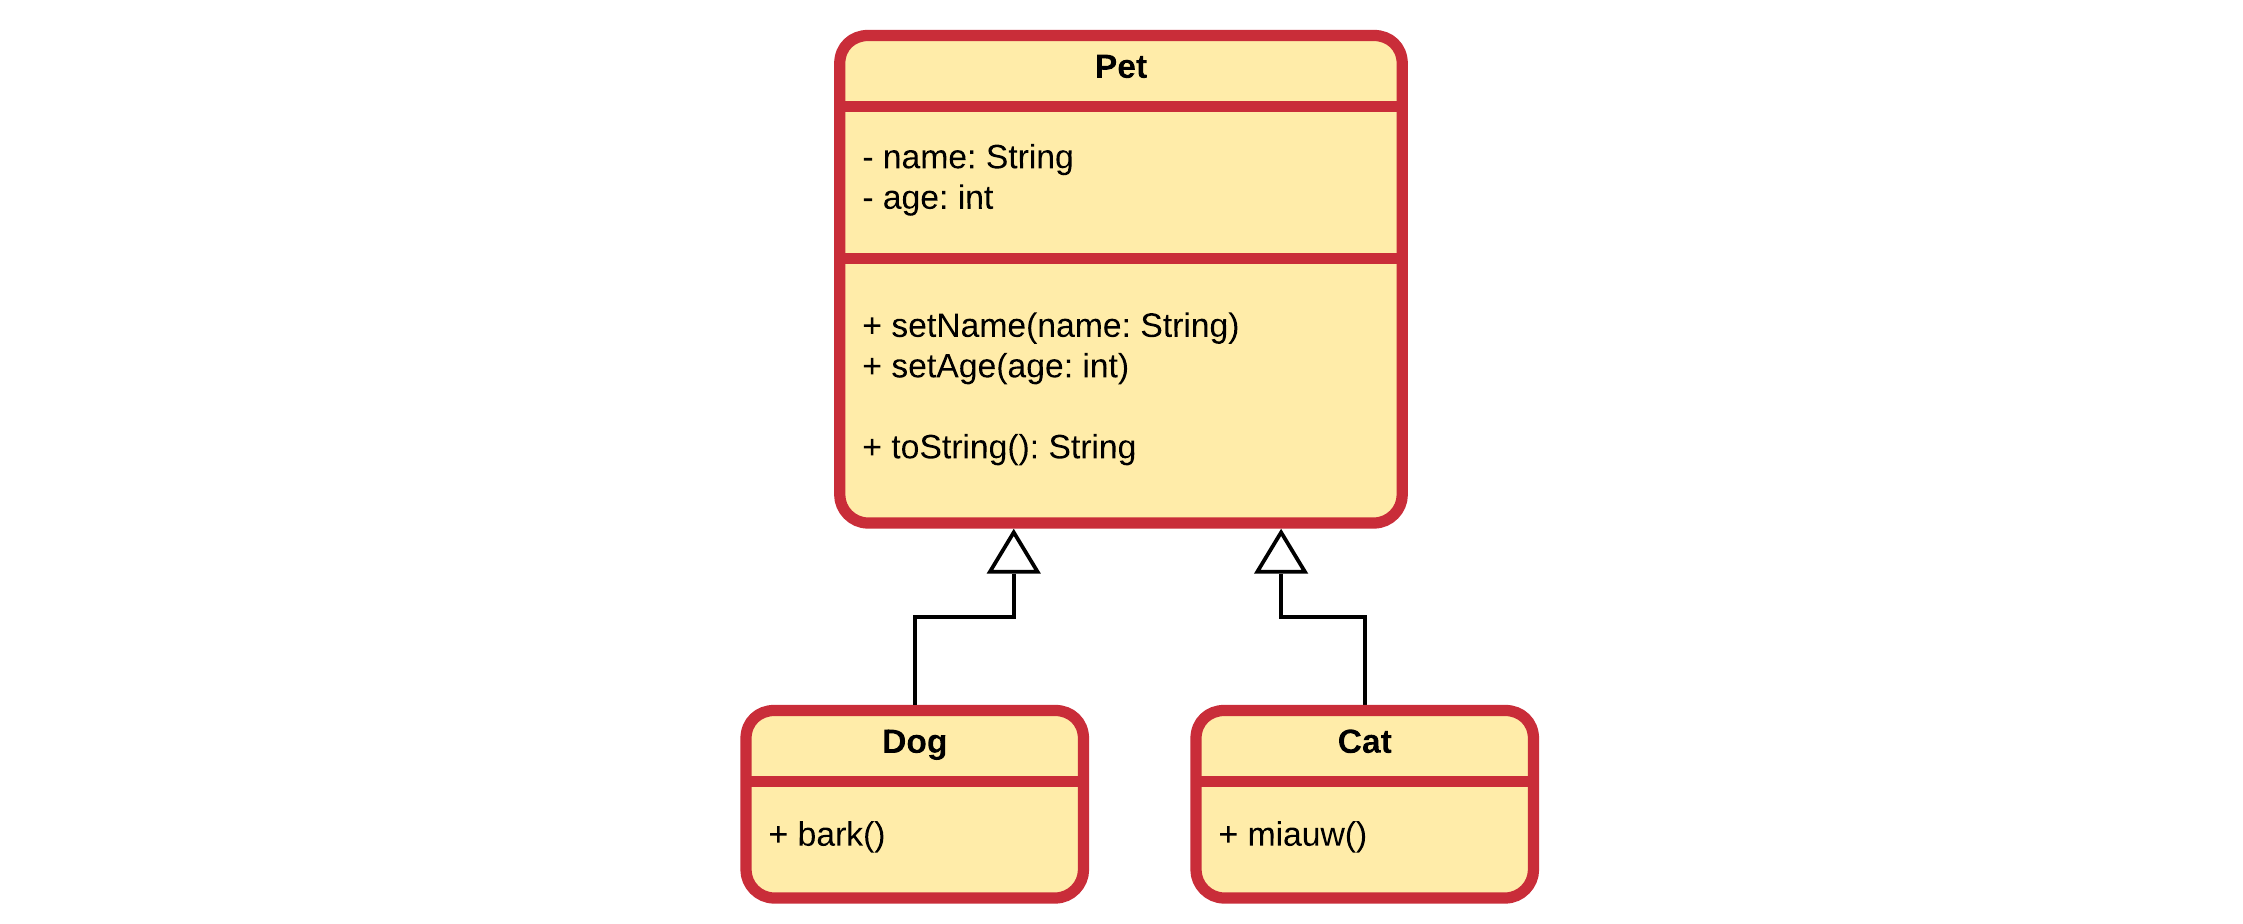 Pet
- name: String
- age: int
+ setName(name: String)
+ setAge(age: int)
+ toString(): String
Dog
+ bark()
Cat
+ miauw()